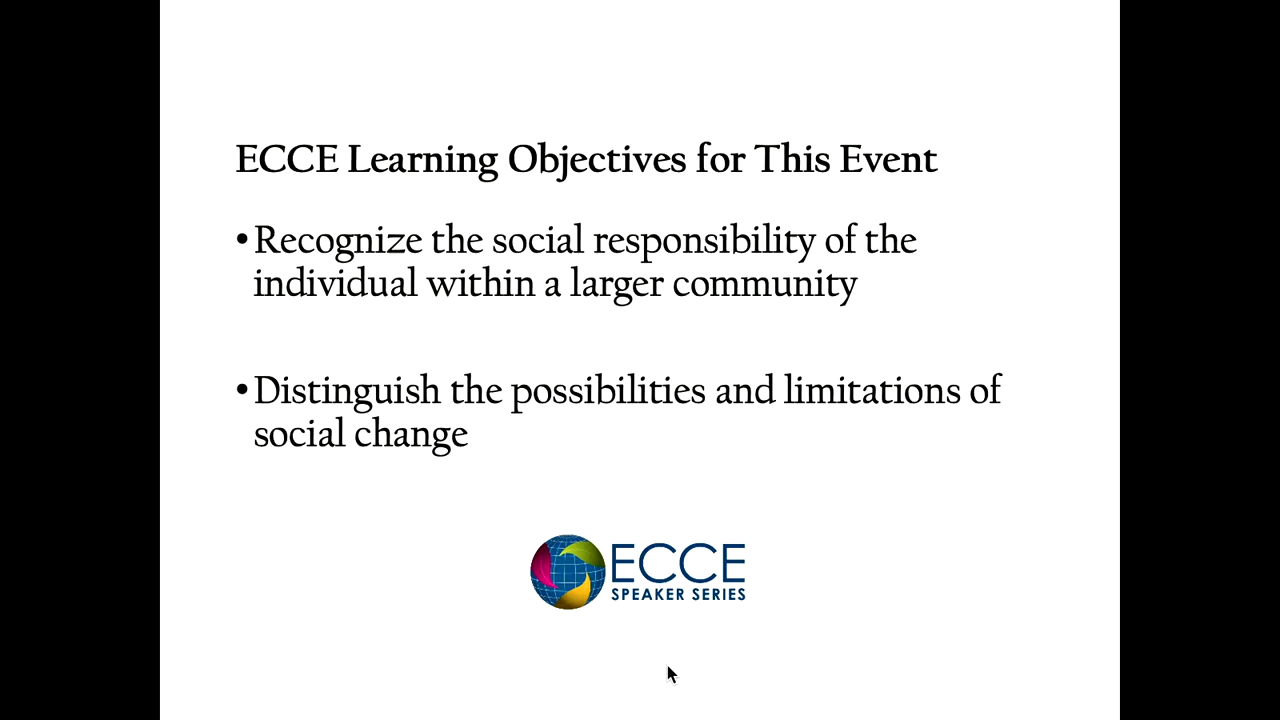 ECCE Learning Objectives for This Event
•Recognize the social responsibility of the
individual within a larger community
•Distinguish the possibilities and limitations of
social change
ECCE
SPEAKER SERIES